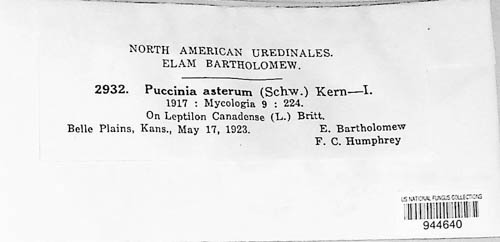 NORTH AMERICAN UREDINALES.
ELAM BARTHOLOMEW.
2932. Puccinia asterum (Schw.) Kern—I.
1917 : Mycologia 9 : 224.
On Leptilon Canadense (L.) Britt.
Belle Plains, Kans., May 17, 1923. E. Bartholomew
F. C. Humphrey
US NATIONAL FUNGUS COLLECTIONS
944640